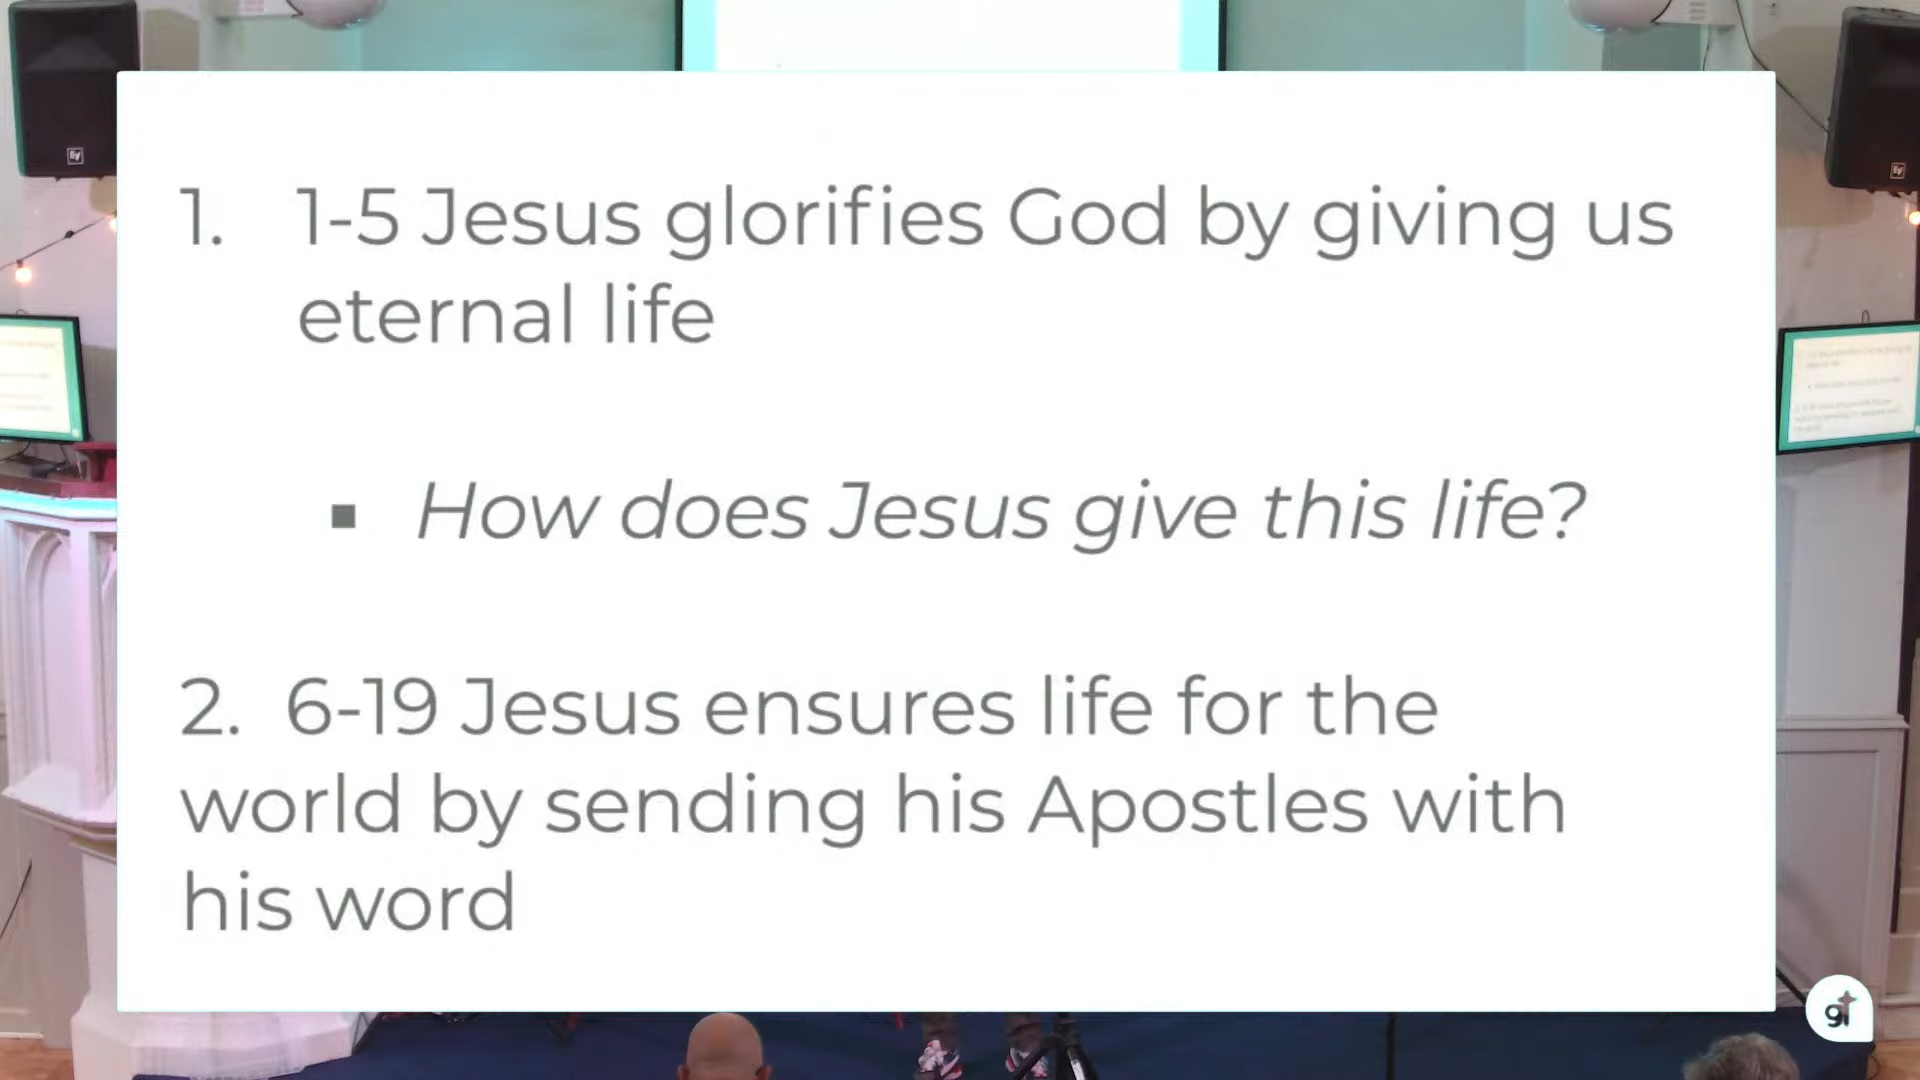 1. 1-5 Jesus glorifies God by giving us
eternal life
▪ How does Jesus give this life?
2. 6-19 Jesus ensures life for the
world by sending his Apostles with
his word
gt